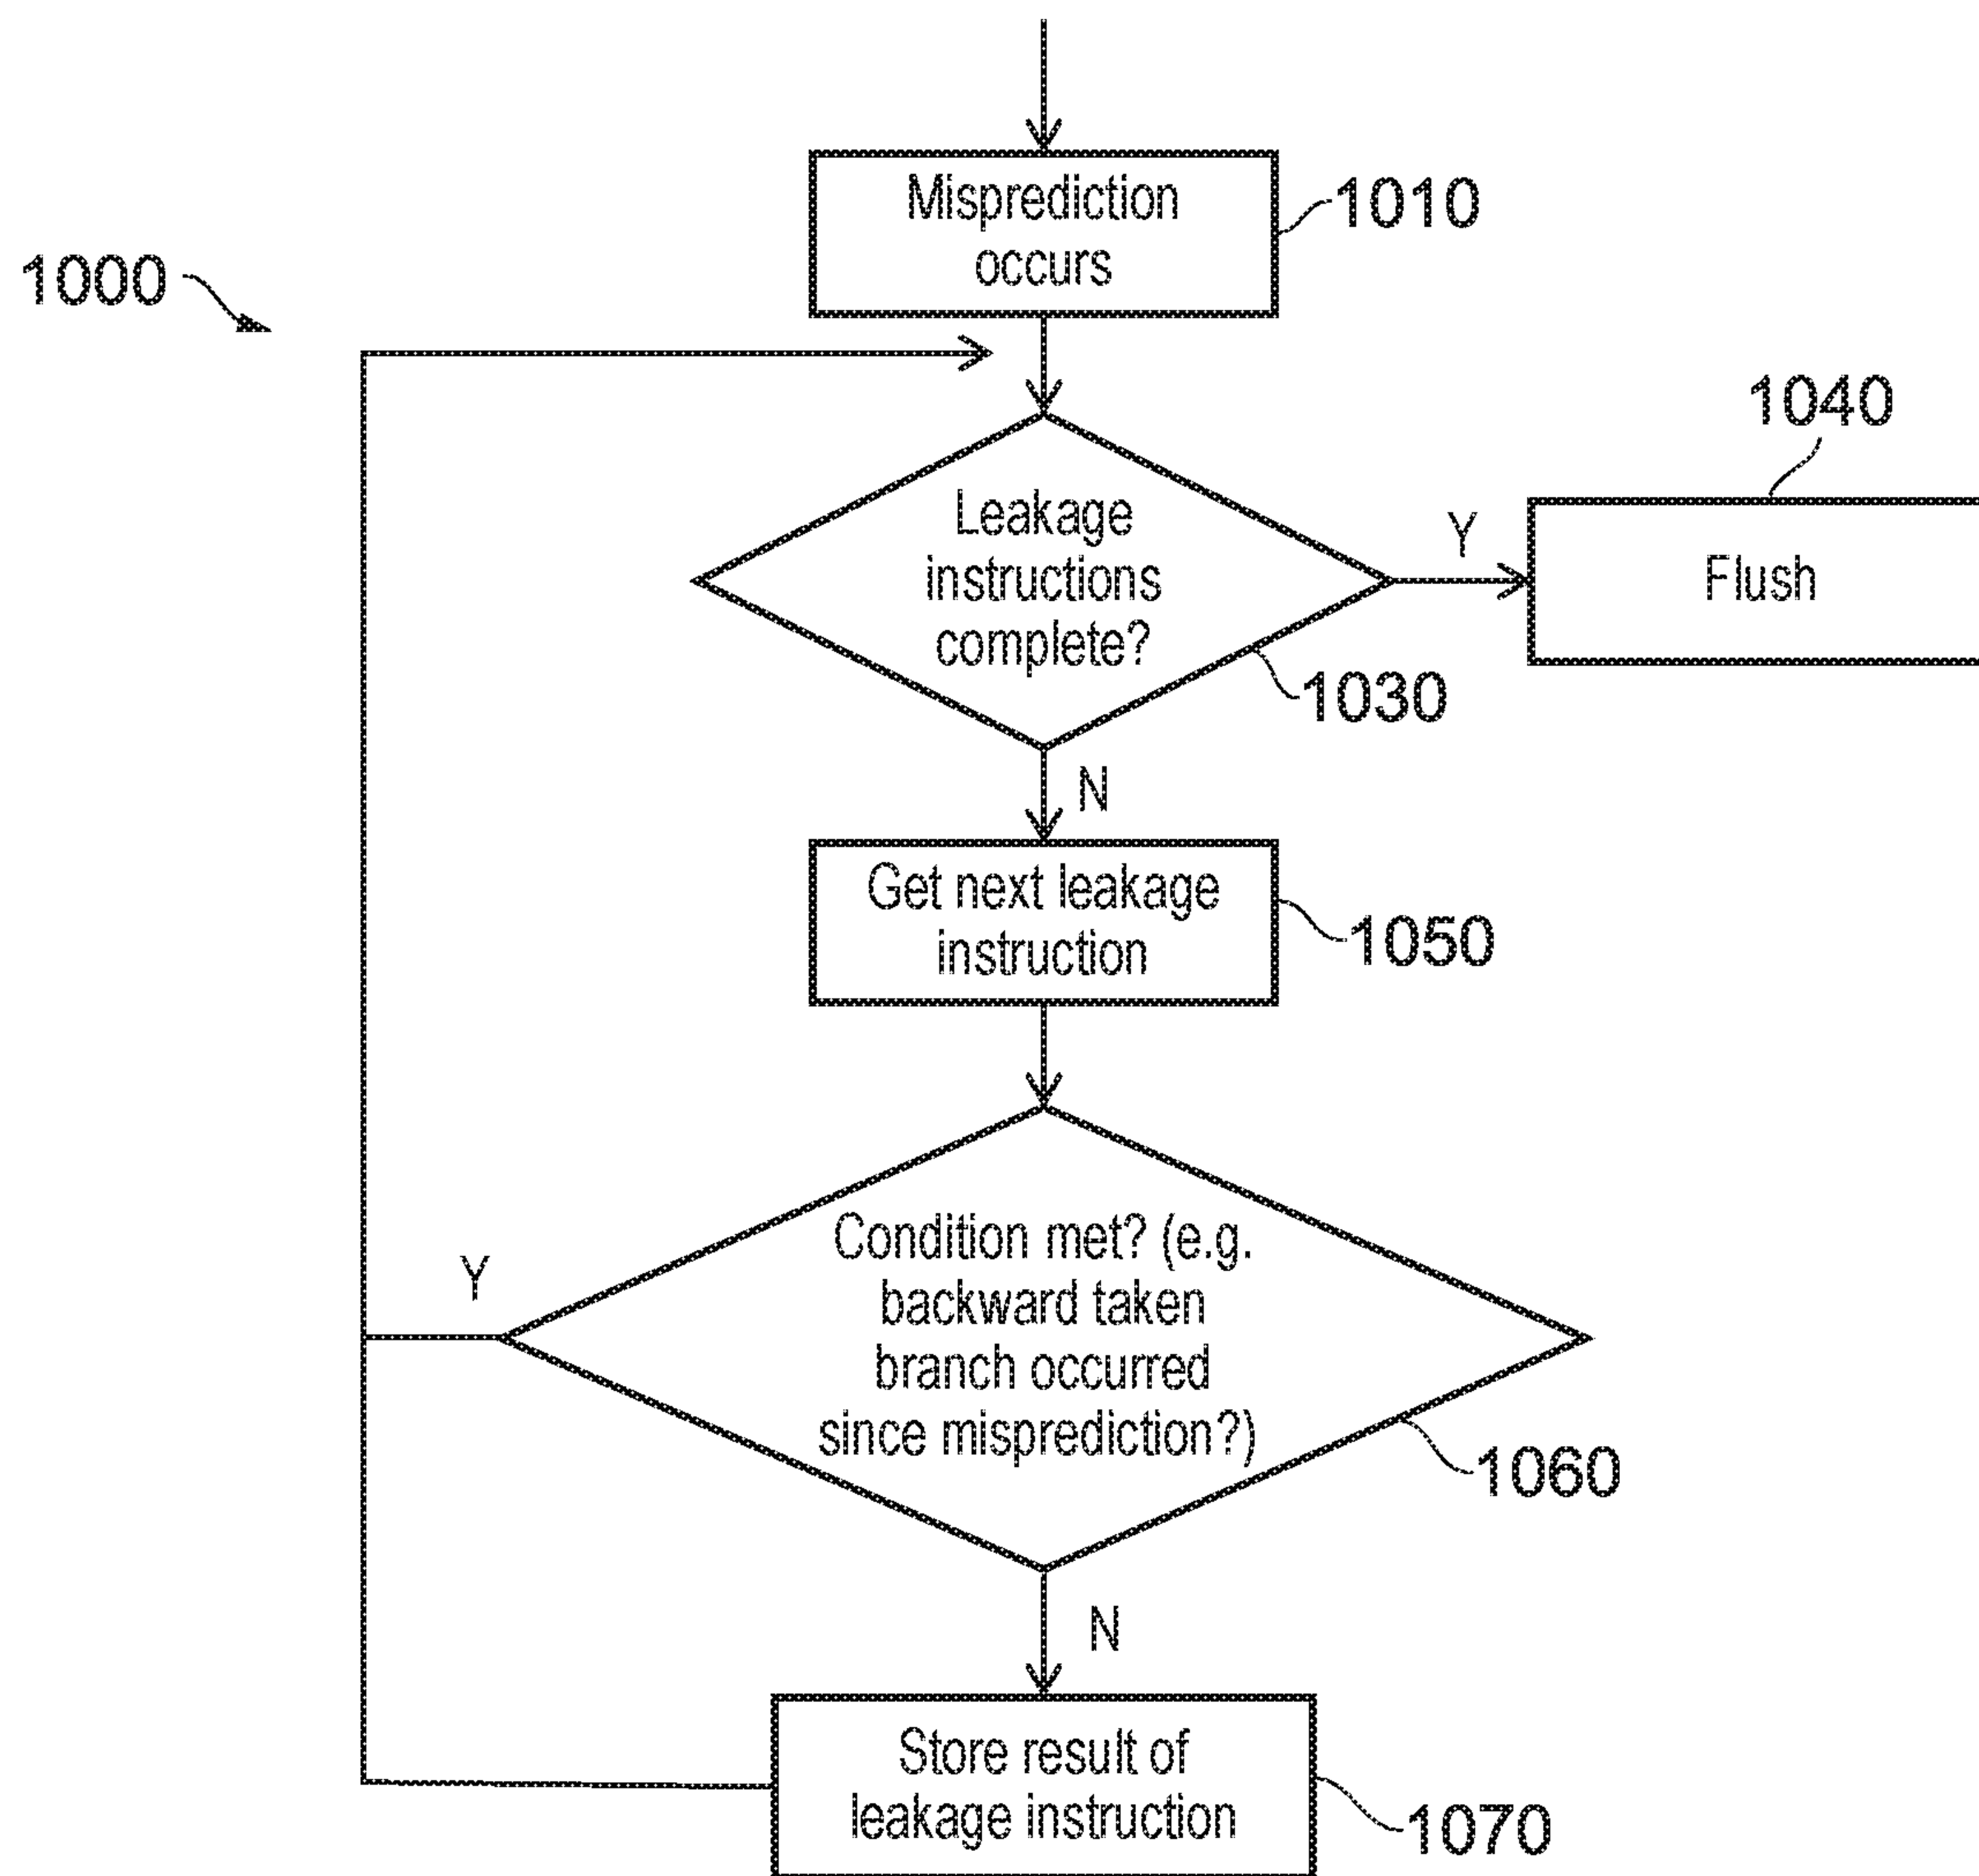 Misprediction
occurs
1010
1000
1040
Leakage
instructions
complete?
Y
Flush
1030
N
Get next leakage
instruction
1050
Condition met? (e.g.
backward taken
branch occurred
since misprediction?)
Y
1060
N
Store result of
leakage instruction
1070